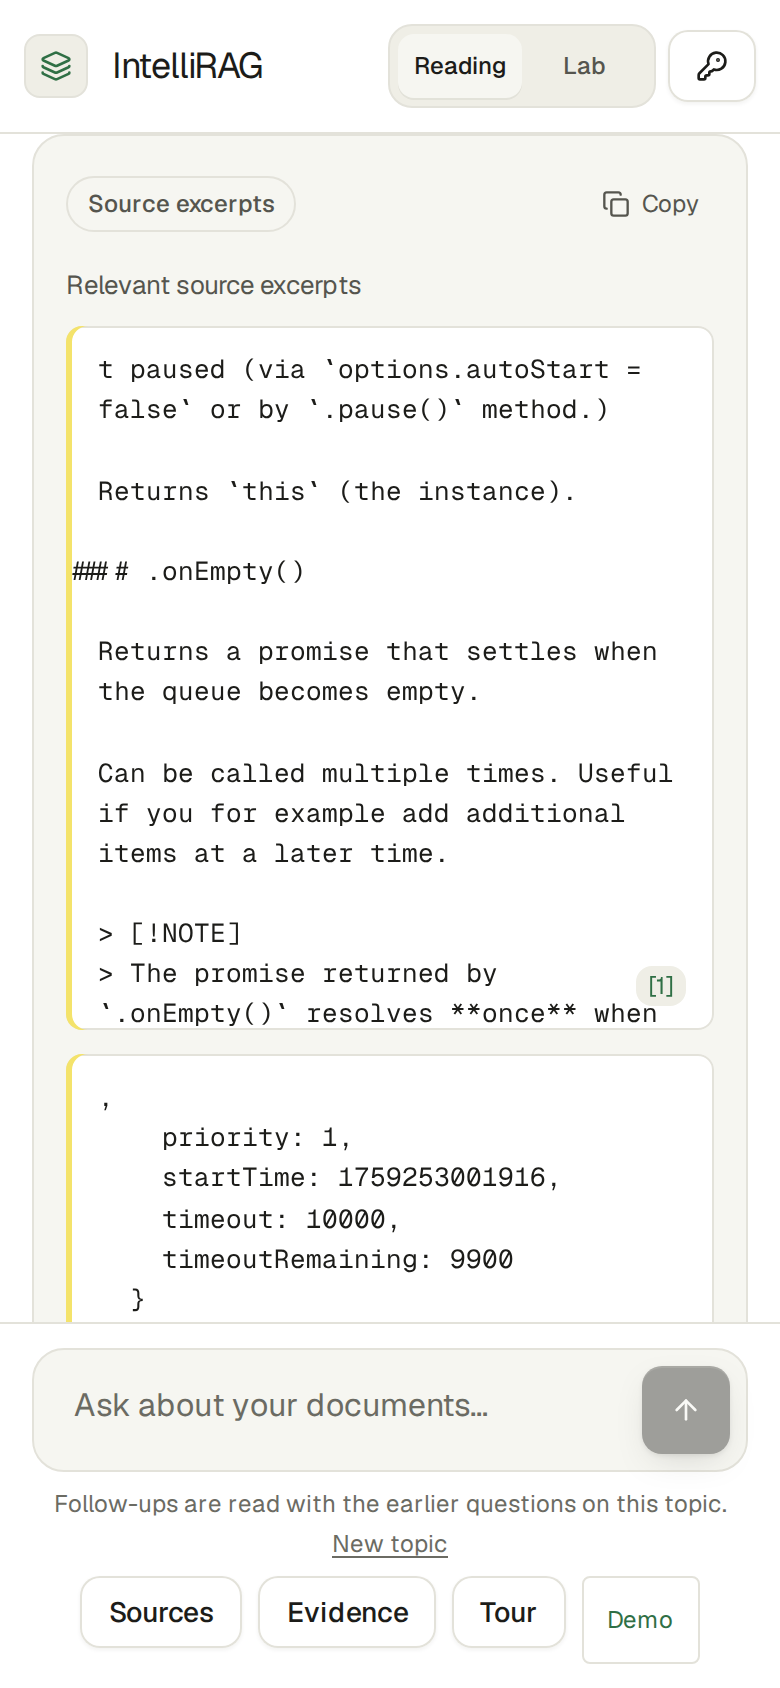 IntelliRAG
Reading
Lab
Source excerpts
Copy
Relevant source excerpts
t paused (via `options.autoStart =
false` or by `.pause()` method.)
Returns `this` (the instance).
#### .onEmpty()
Returns a promise that settles when
the queue becomes empty.
Can be called multiple times. Useful
if you for example add additional
items at a later time.
> [!NOTE]
> The promise returned by
`.onEmpty()` resolves **once** when
[1]
,
priority: 1,
startTime: 1759253001916,
timeout: 10000,
timeoutRemaining: 9900
}
Ask about your documents…
Follow-ups are read with the earlier questions on this topic.
New topic
Sources
Evidence
Tour
Demo